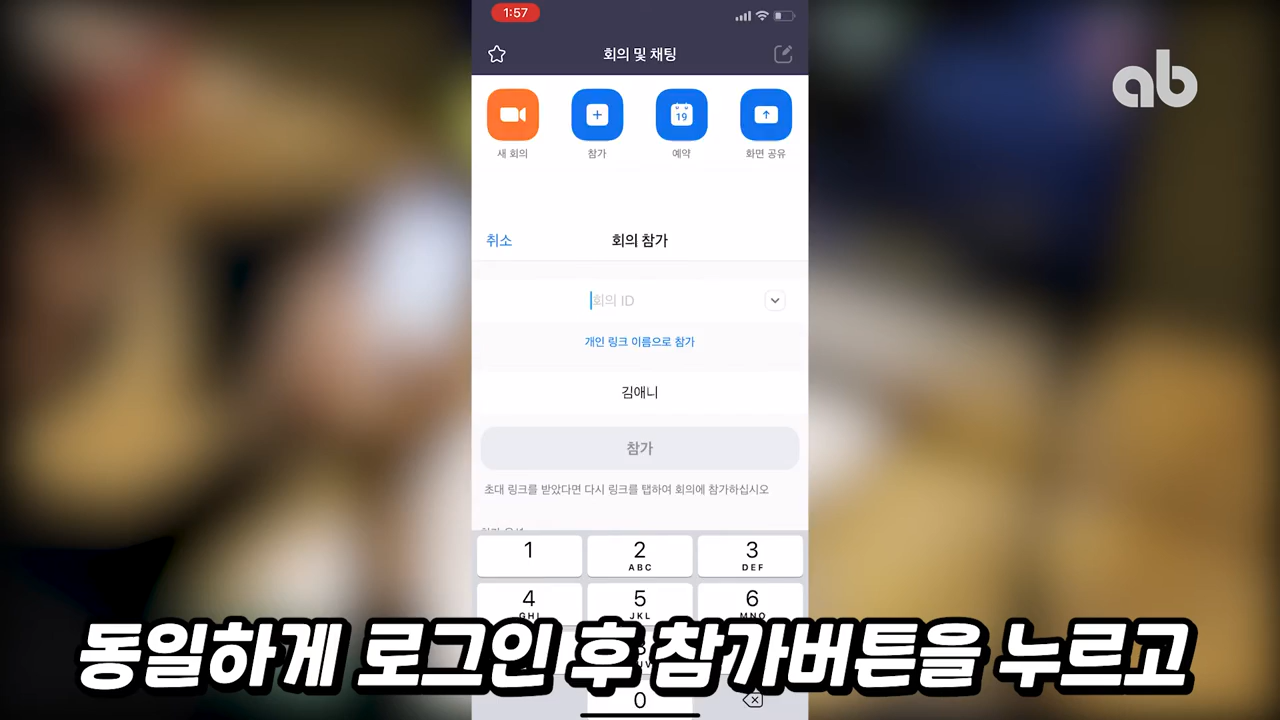 1:57
회의 및 채팅
ab
19
새 회의
참가
예약
화면 공유
취소
회의 참가
회의 ID
개인 링크 이름으로 참가
김애니
참가
초대 링크를 받았다면 다시 링크를 탭하여 회의에 참가하십시오
1
2
3
ABC
DEF
4
5
6
GHI
JKL
MNO
동일하게 로그인 후 참가버튼을 누르고
0